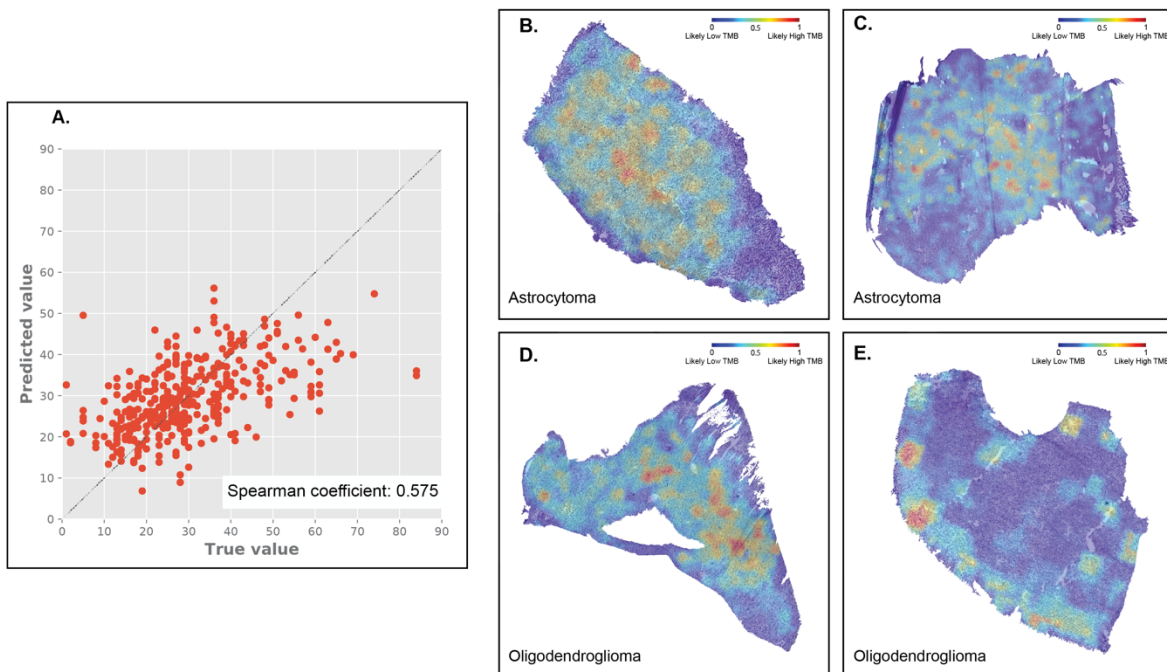 A.
90
80
70
60
50
40
30
20
10
0
Predicted value
Spearman coefficient: 0.575
0 10 20 30 40 50 60 70 80 90
True value
B.
0 0.5 1
Likely Low TMB Likely High TMB
Astrocytoma
C.
0 0.5 1
Likely Low TMB Likely High TMB
Astrocytoma
D.
0 0.5 1
Likely Low TMB Likely High TMB
Oligodendroglioma
E.
0 0.5 1
Likely Low TMB Likely High TMB
Oligodendroglioma